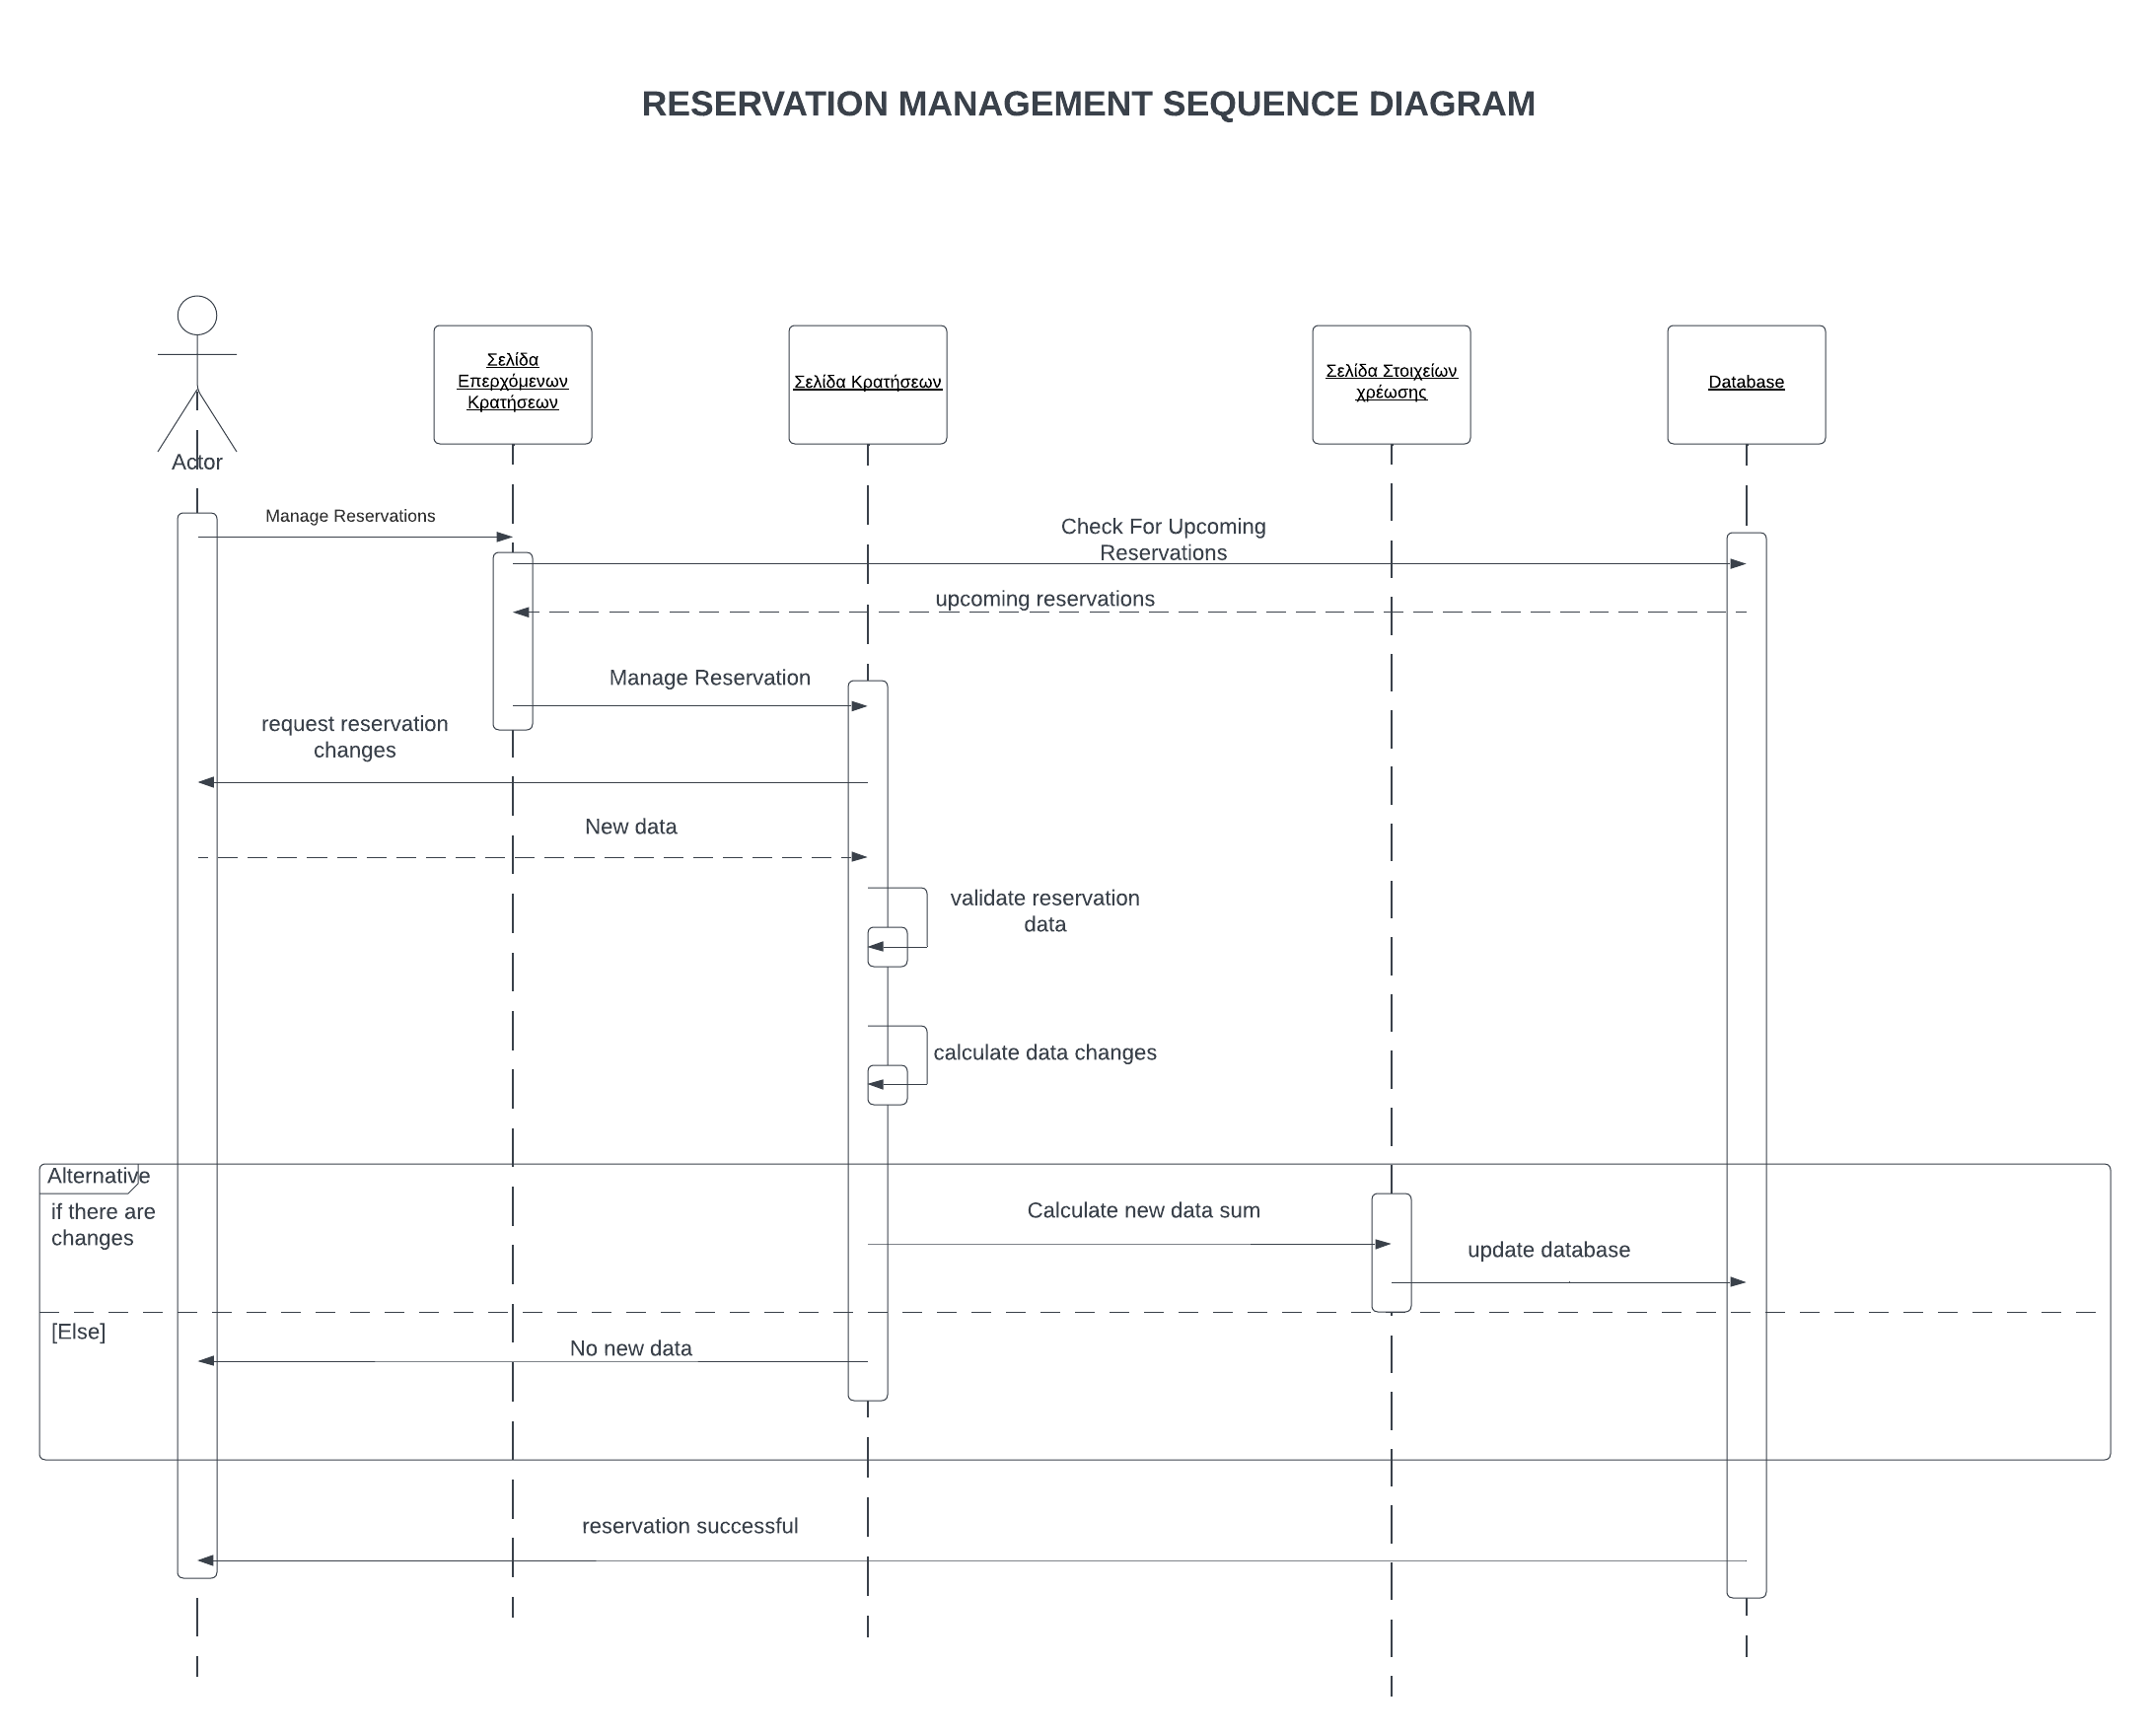 RESERVATION MANAGEMENT SEQUENCE DIAGRAM
Σελίδα
Επερχόμενων
Κρατήσεων
Σελίδα Κρατήσεων
Σελίδα Στοιχείων
χρέωσης
Database
Actor
Manage Reservations
Check For Upcoming
Reservations
upcoming reservations
Manage Reservation
request reservation
changes
New data
validate reservation
data
calculate data changes
Alternative
if there are
changes
Calculate new data sum
update database
[Else]
No new data
reservation successful